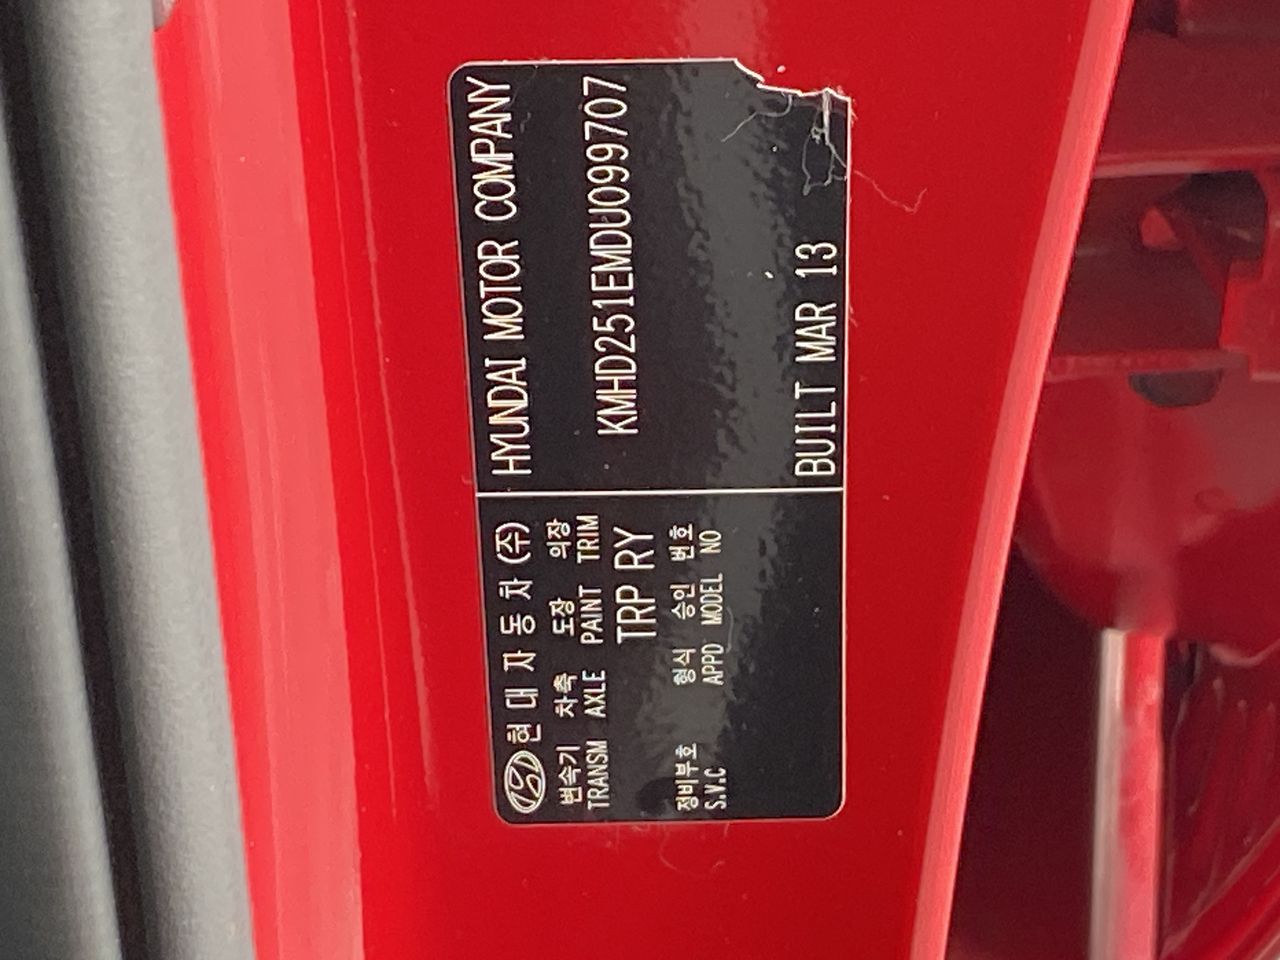 현대자동차(주)
변속기 차축 도장 의장
TRANSM AXLE PAINT TRIM
TRP RY
정비부호 형식 승인 번호
S.V.C APPD MODEL NO
HYUNDAI MOTOR COMPANY
KMHD251EMDU099707
BUILT MAR 13